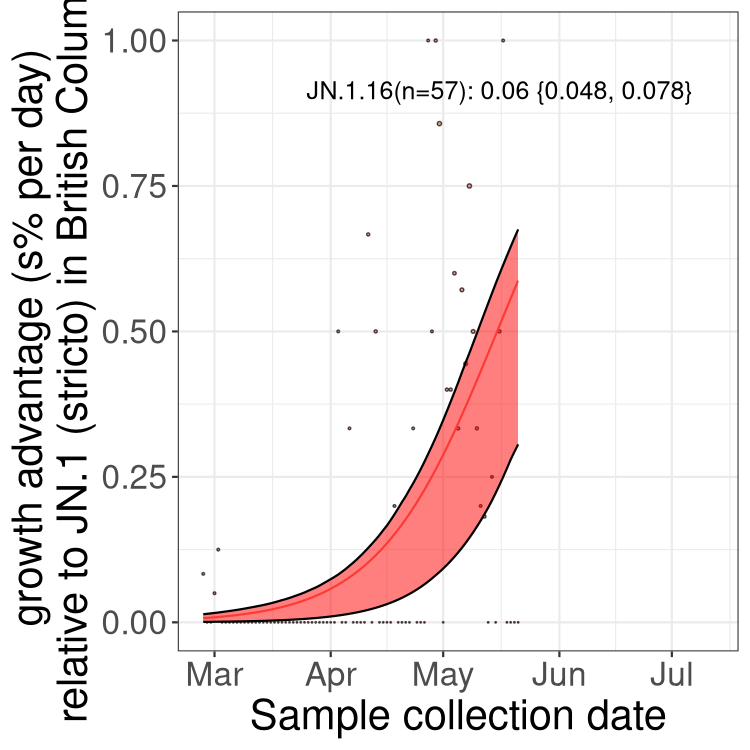 growth advantage (s% per day)
relative to JN.1 (stricto) in British Colum
1.00
0.75
0.50
0.25
0.00
JN.1.16(n=57): 0.06 {0.048, 0.078}
Mar Apr May Jun Jul
Sample collection date